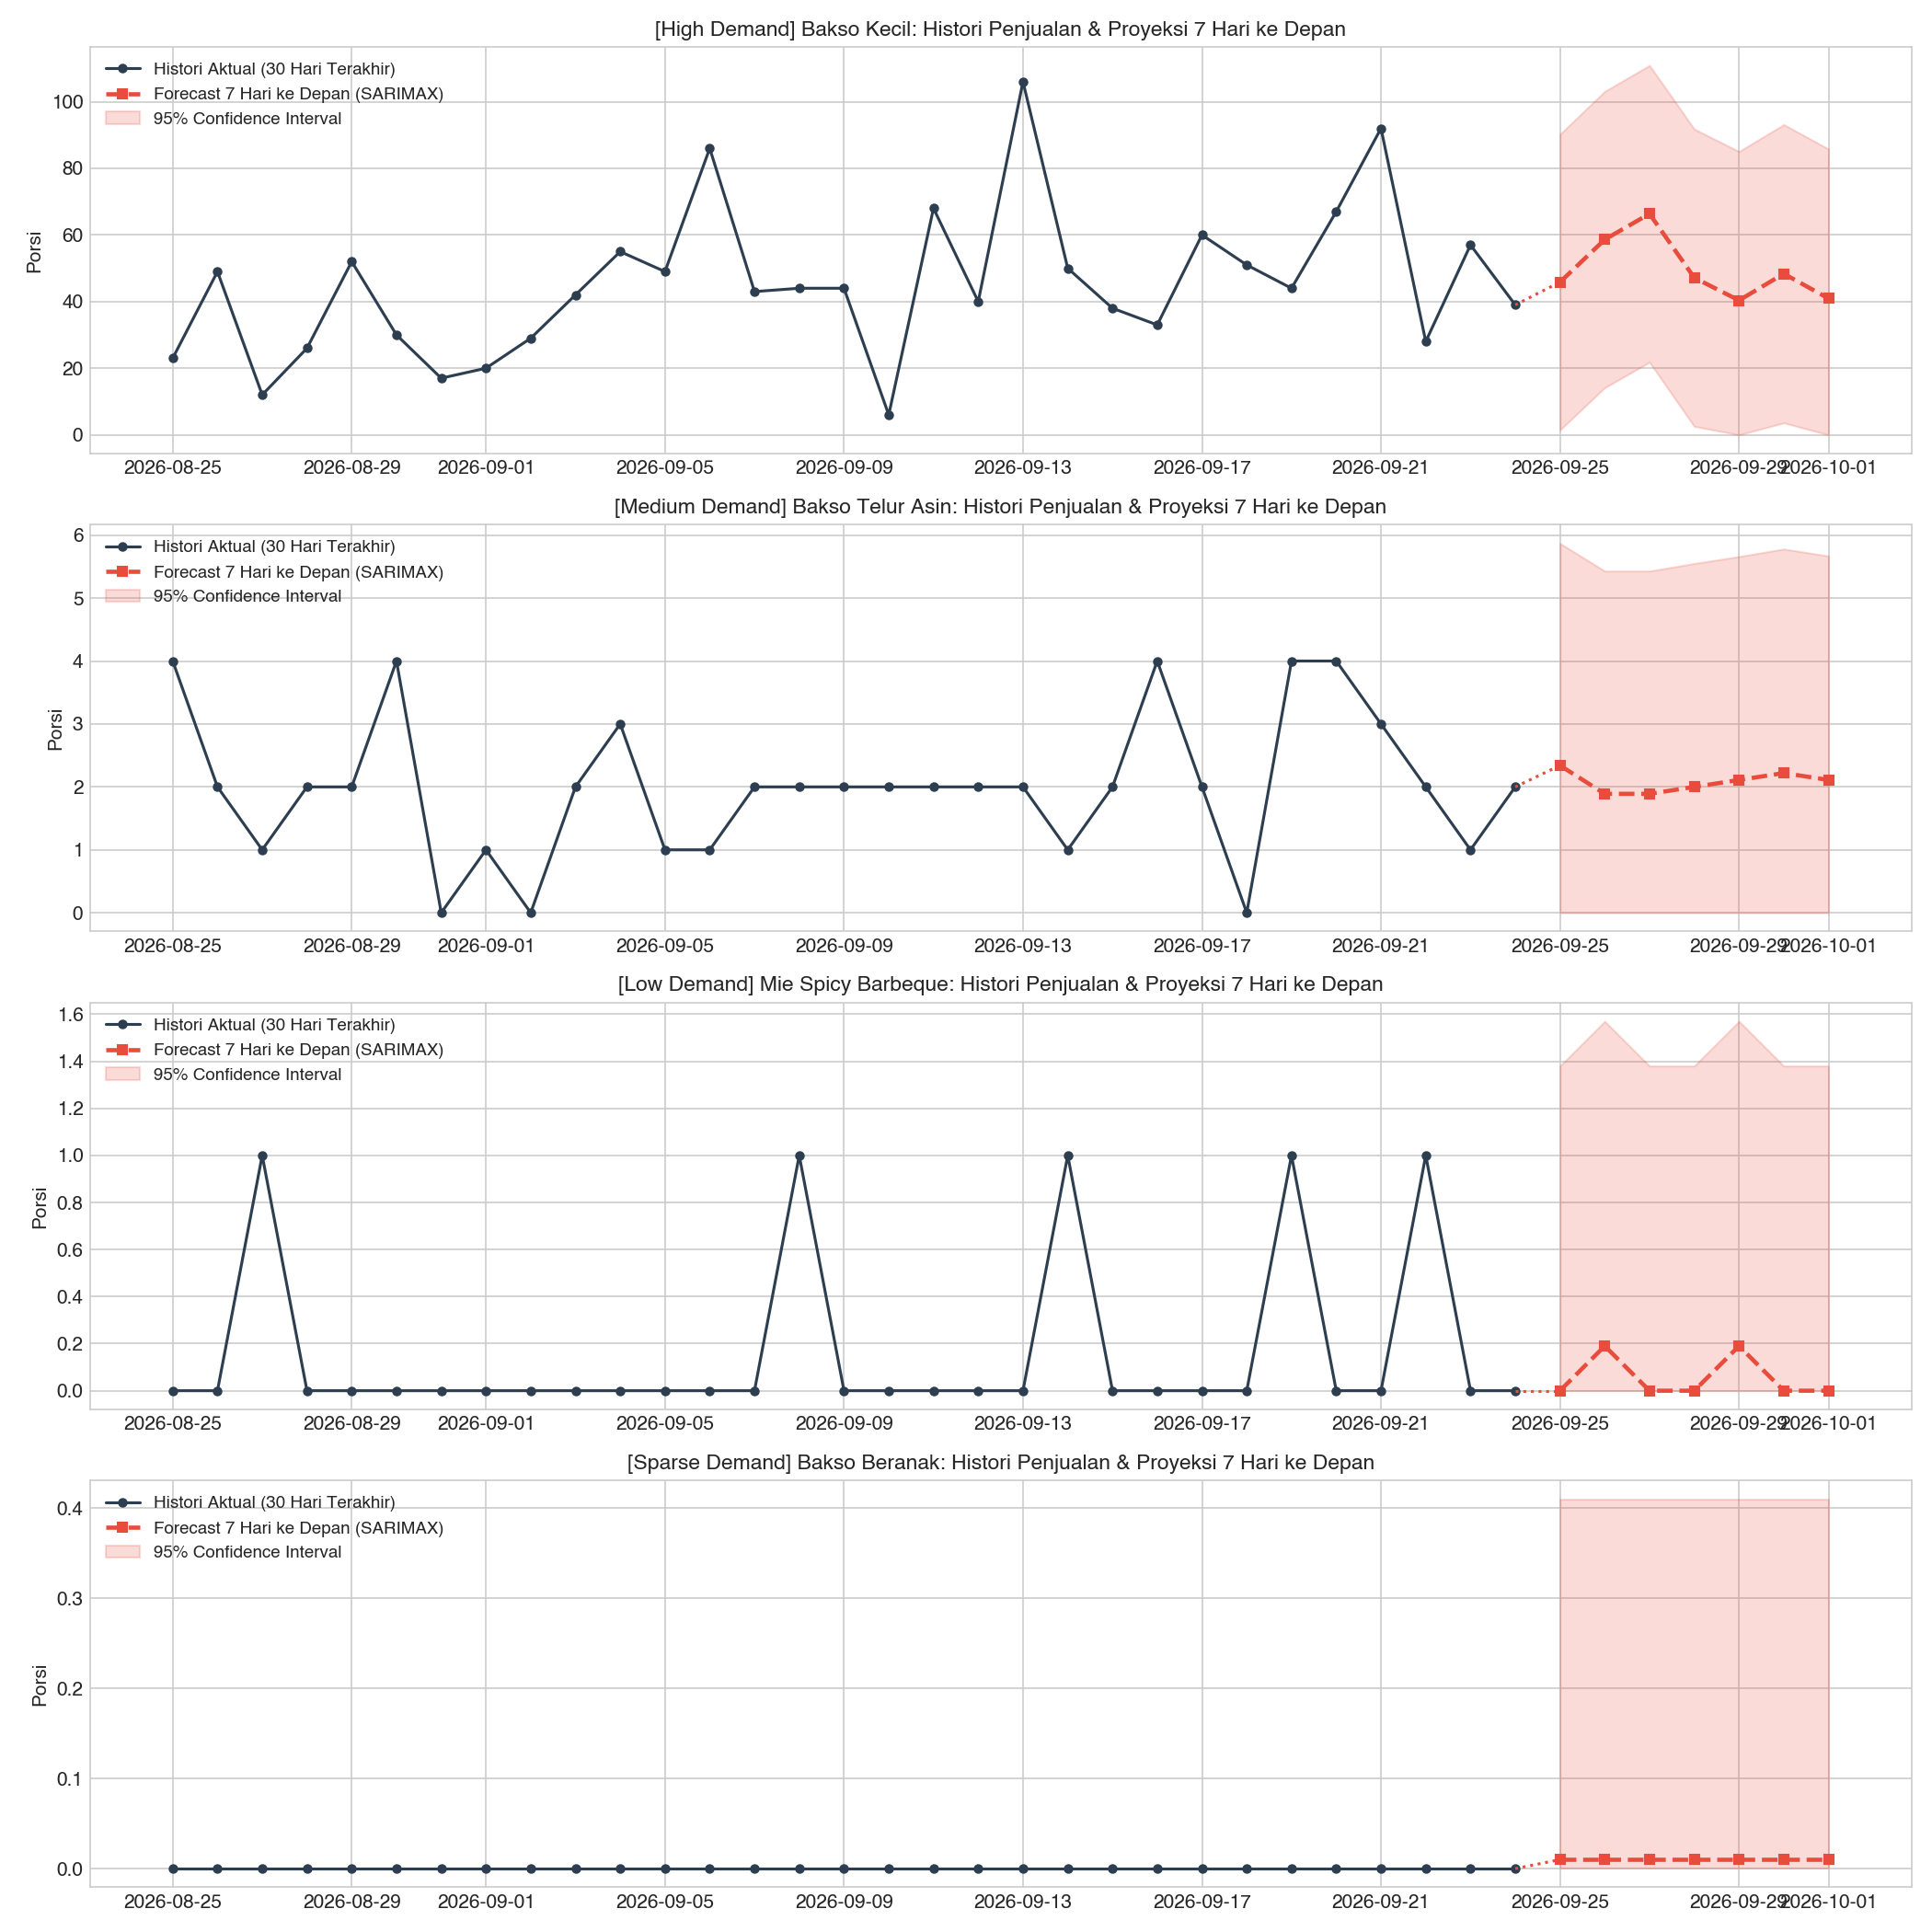 [High Demand] Bakso Kecil: Histori Penjualan & Proyeksi 7 Hari ke Depan
Histori Aktual (30 Hari Terakhir)
Forecast 7 Hari ke Depan (SARIMAX)
95% Confidence Interval
Porsi
100
80
60
40
20
0
2026-08-25 2026-08-29 2026-09-01 2026-09-05 2026-09-09 2026-09-13 2026-09-17 2026-09-21 2026-09-25 2026-09-29 2026-10-01
[Medium Demand] Bakso Telur Asin: Histori Penjualan & Proyeksi 7 Hari ke Depan
Histori Aktual (30 Hari Terakhir)
Forecast 7 Hari ke Depan (SARIMAX)
95% Confidence Interval
Porsi
6
5
4
3
2
1
0
2026-08-25 2026-08-29 2026-09-01 2026-09-05 2026-09-09 2026-09-13 2026-09-17 2026-09-21 2026-09-25 2026-09-29 2026-10-01
[Low Demand] Mie Spicy Barbeque: Histori Penjualan & Proyeksi 7 Hari ke Depan
Histori Aktual (30 Hari Terakhir)
Forecast 7 Hari ke Depan (SARIMAX)
95% Confidence Interval
Porsi
1.6
1.4
1.2
1.0
0.8
0.6
0.4
0.2
0.0
2026-08-25 2026-08-29 2026-09-01 2026-09-05 2026-09-09 2026-09-13 2026-09-17 2026-09-21 2026-09-25 2026-09-29 2026-10-01
[Sparse Demand] Bakso Beranak: Histori Penjualan & Proyeksi 7 Hari ke Depan
Histori Aktual (30 Hari Terakhir)
Forecast 7 Hari ke Depan (SARIMAX)
95% Confidence Interval
Porsi
0.4
0.3
0.2
0.1
0.0
2026-08-25 2026-08-29 2026-09-01 2026-09-05 2026-09-09 2026-09-13 2026-09-17 2026-09-21 2026-09-25 2026-09-29 2026-10-01